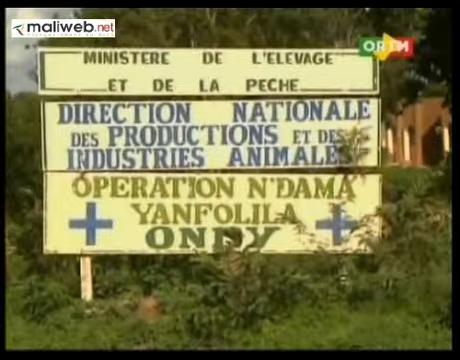 maliweb.net
ORTM
MINISTERE DE L'ELEVAGE
ET DE LA PECHE
DIRECTION NATIONALE
DES PRODUCTIONS ET DES
INDUSTRIES ANIMALES
OPERATION N'DAMA
YANFOLILA
ONDY